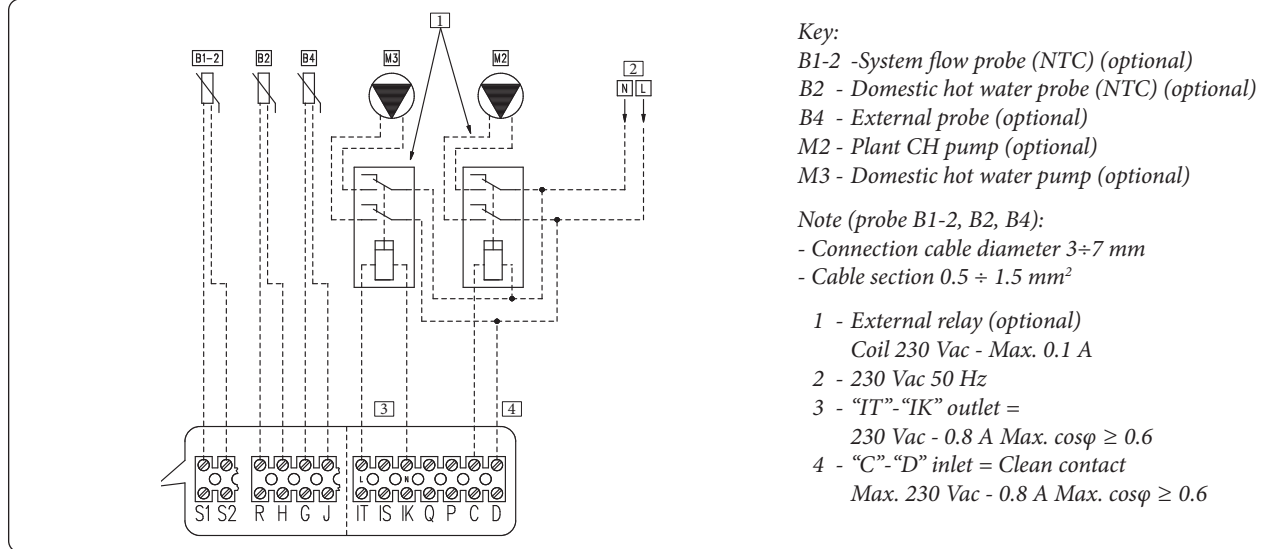 1
B1-2 B2 B4 M3 M2
2
N L
3 4
L N
S1 S2 R H G J IT IS IK Q P C D
Key:
B1-2 -System flow probe (NTC) (optional)
B2 - Domestic hot water probe (NTC) (optional)
B4 - External probe (optional)
M2 - Plant CH pump (optional)
M3 - Domestic hot water pump (optional)
Note (probe B1-2, B2, B4):
- Connection cable diameter 3÷7 mm
- Cable section 0.5 ÷ 1.5 mm²
1 - External relay (optional)
Coil 230 Vac - Max. 0.1 A
2 - 230 Vac 50 Hz
3 - “IT”-“IK” outlet =
230 Vac - 0.8 A Max. cosφ ≥ 0.6
4 - “C”-“D” inlet = Clean contact
Max. 230 Vac - 0.8 A Max. cosφ ≥ 0.6